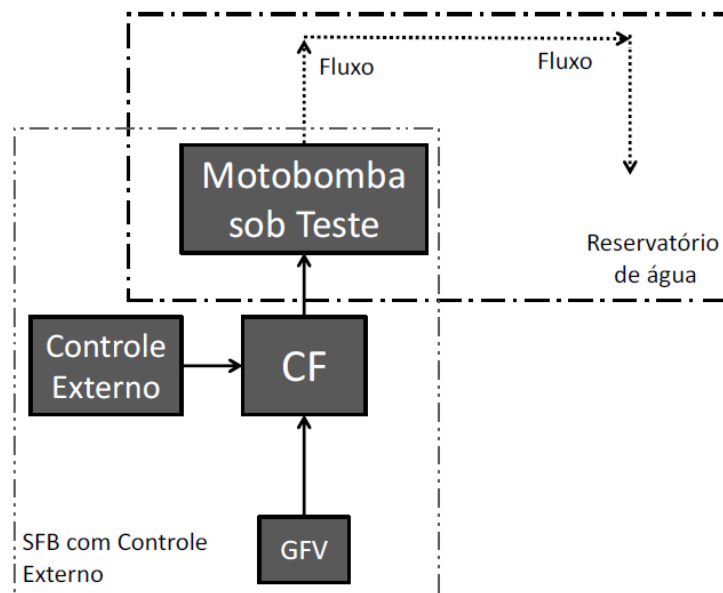 Fluxo
Fluxo
Motobomba
sob Teste
Reservatório
de água
Controle
Externo
CF
SFB com Controle
Externo
GFV